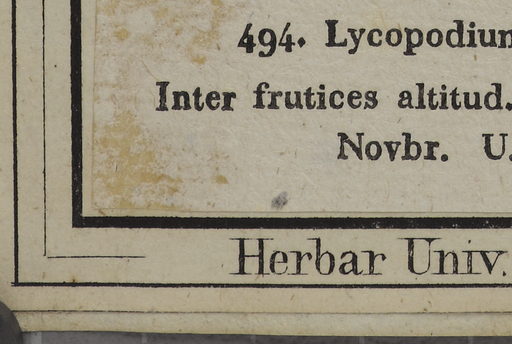 494. Lycopodium
Inter frutices altitud.
Novbr. U.
Herbar Univ.